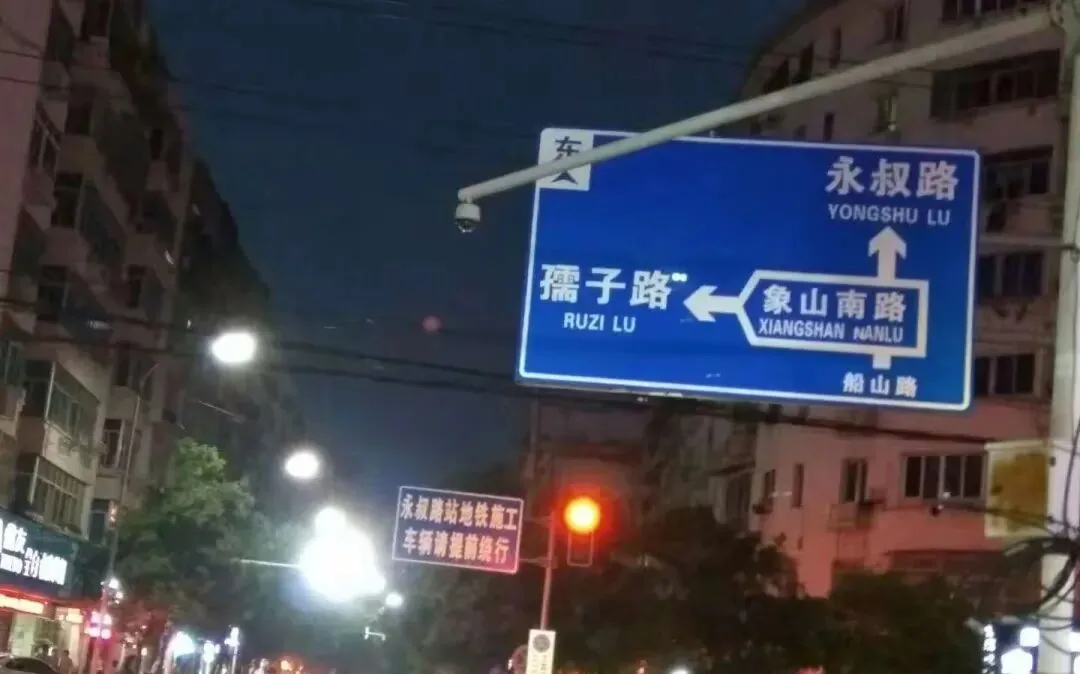 东
永叔路
YONGSHU LU
孺子路
RUZI LU
象山南路
XIANGSHAN NANLU
船山路
永叔路站地铁施工
车辆请提前绕行